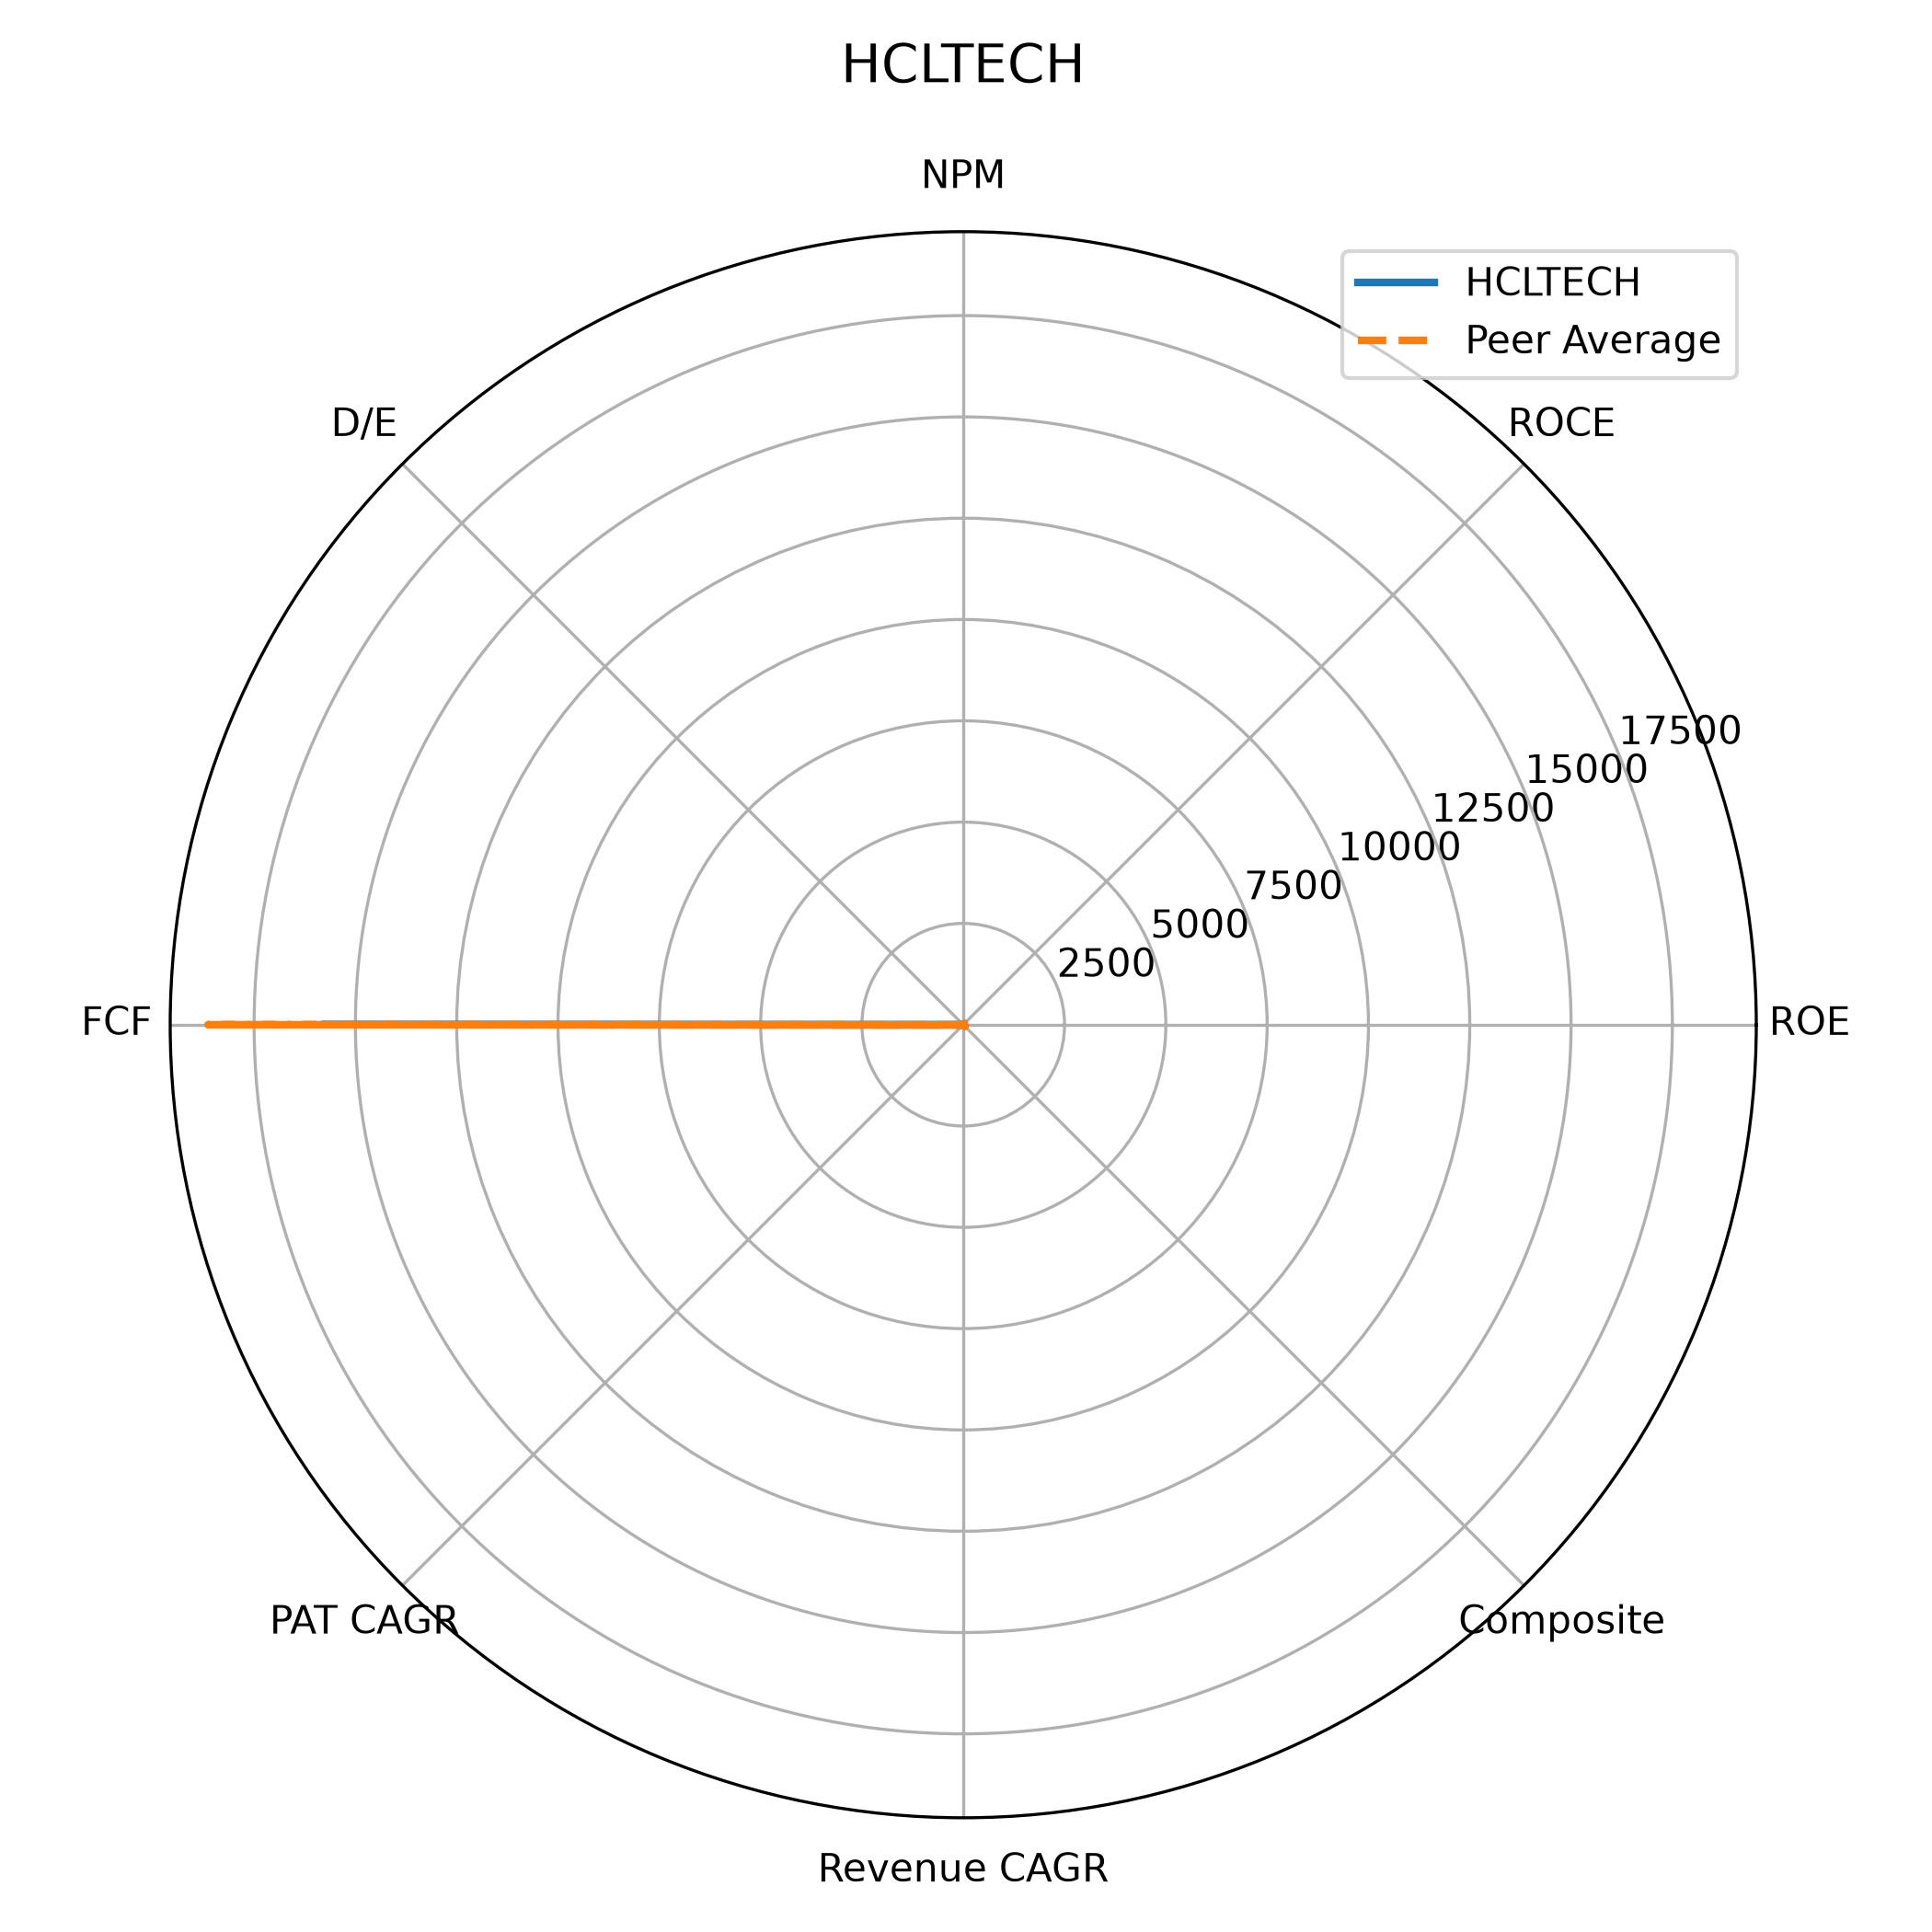 HCLTECH
NPM
HCLTECH
Peer Average
D/E
ROCE
17500
15000
12500
10000
7500
5000
2500
FCF
ROE
PAT CAGR
Composite
Revenue CAGR